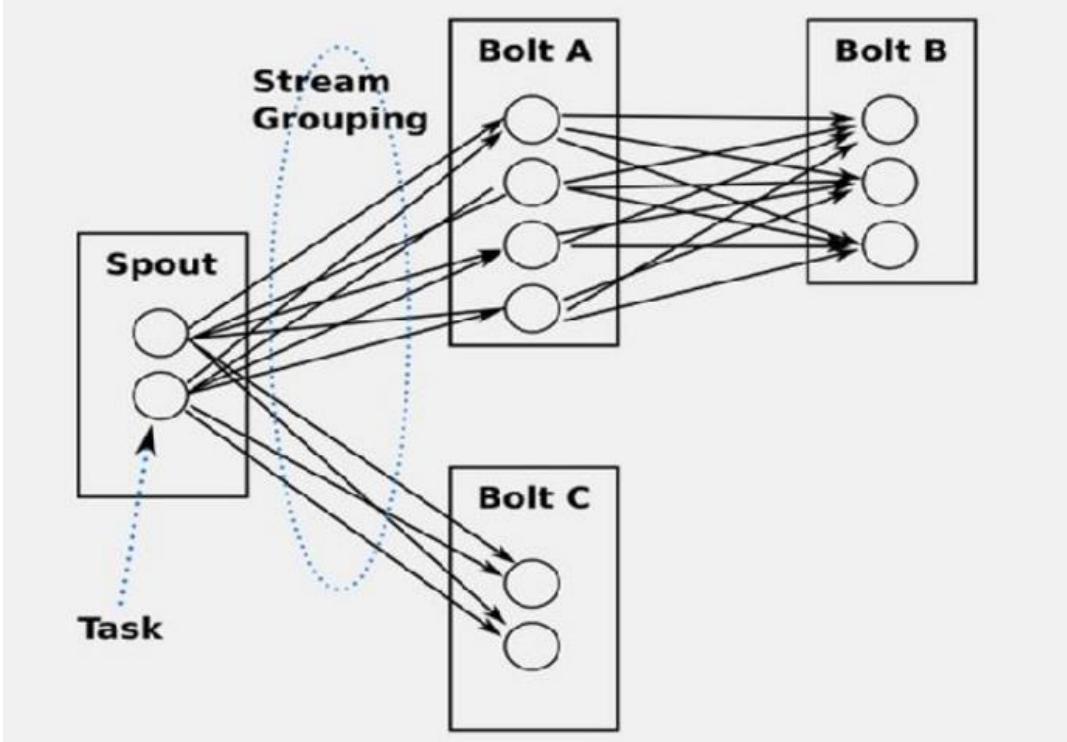 Stream
Grouping
Bolt A
Bolt B
Spout
Bolt C
Task